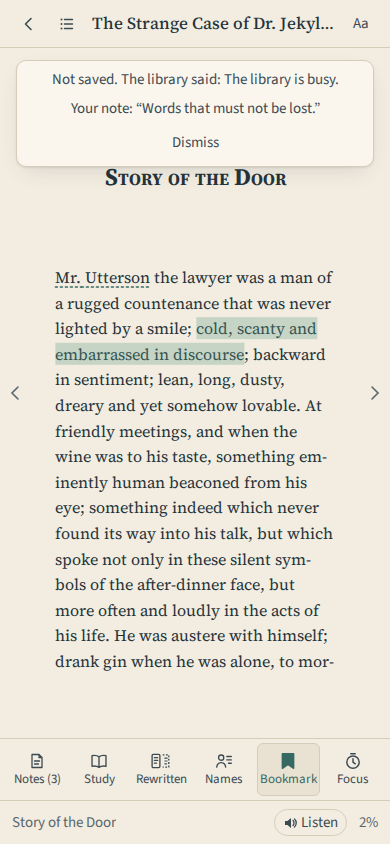 The Strange Case of Dr. Jekyl...
Aa
Not saved. The library said: The library is busy.
Your note: “Words that must not be lost.”
Dismiss
Story of the Door
Mr. Utterson the lawyer was a man of
a rugged countenance that was never
lighted by a smile; cold, scanty and
embarrassed in discourse; backward
in sentiment; lean, long, dusty,
dreary and yet somehow lovable. At
friendly meetings, and when the
wine was to his taste, something em-
inently human beaconed from his
eye; something indeed which never
found its way into his talk, but which
spoke not only in these silent sym-
bols of the after-dinner face, but
more often and loudly in the acts of
his life. He was austere with himself;
drank gin when he was alone, to mor-
Notes (3)
Study
Rewritten
Names
Bookmark
Focus
Story of the Door
Listen
2%